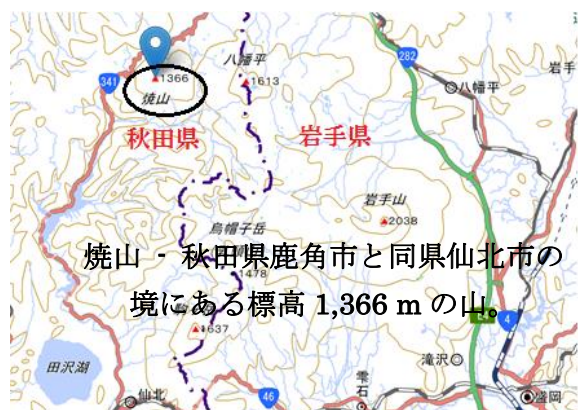 282
八幡平
岩手
341
1366
1613
八幡平
焼山
秋田県
岩手県
岩手山
2038
烏帽子岳
焼山 - 秋田県鹿角市と同県仙北市の
1478
境にある標高 1,366 m の山。
1637
4
田沢湖
滝沢
雫石
仙北
46
盛岡